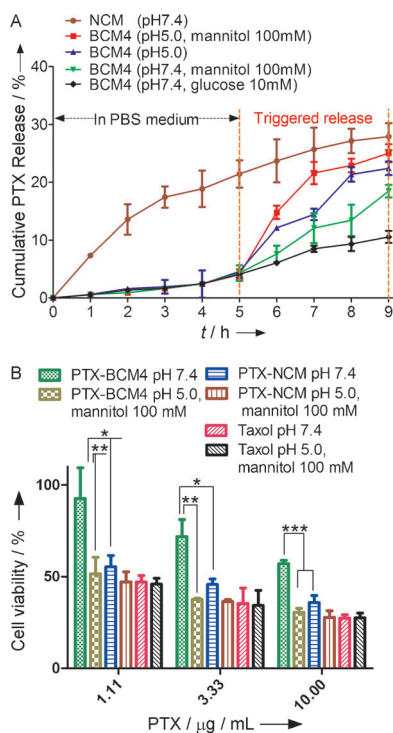 A
NCM (pH7.4)
BCM4 (pH5.0, mannitol 100mM)
BCM4 (pH5.0)
BCM4 (pH7.4, mannitol 100mM)
BCM4 (pH7.4, glucose 10mM)
Cumulative PTX Release / % →
40
30
20
10
0
In PBS medium
Triggered release
0 1 2 3 4 5 6 7 8 9
t / h →
B
PTX-BCM4 pH 7.4
PTX-BCM4 pH 5.0,
mannitol 100 mM
PTX-NCM pH 7.4
PTX-NCM pH 5.0,
mannitol 100 mM
Taxol pH 7.4
Taxol pH 5.0,
mannitol 100 mM
Cell viability / % →
100
50
0
*
**
*
**
***
1.11 3.33 10.00
PTX / μg / mL →